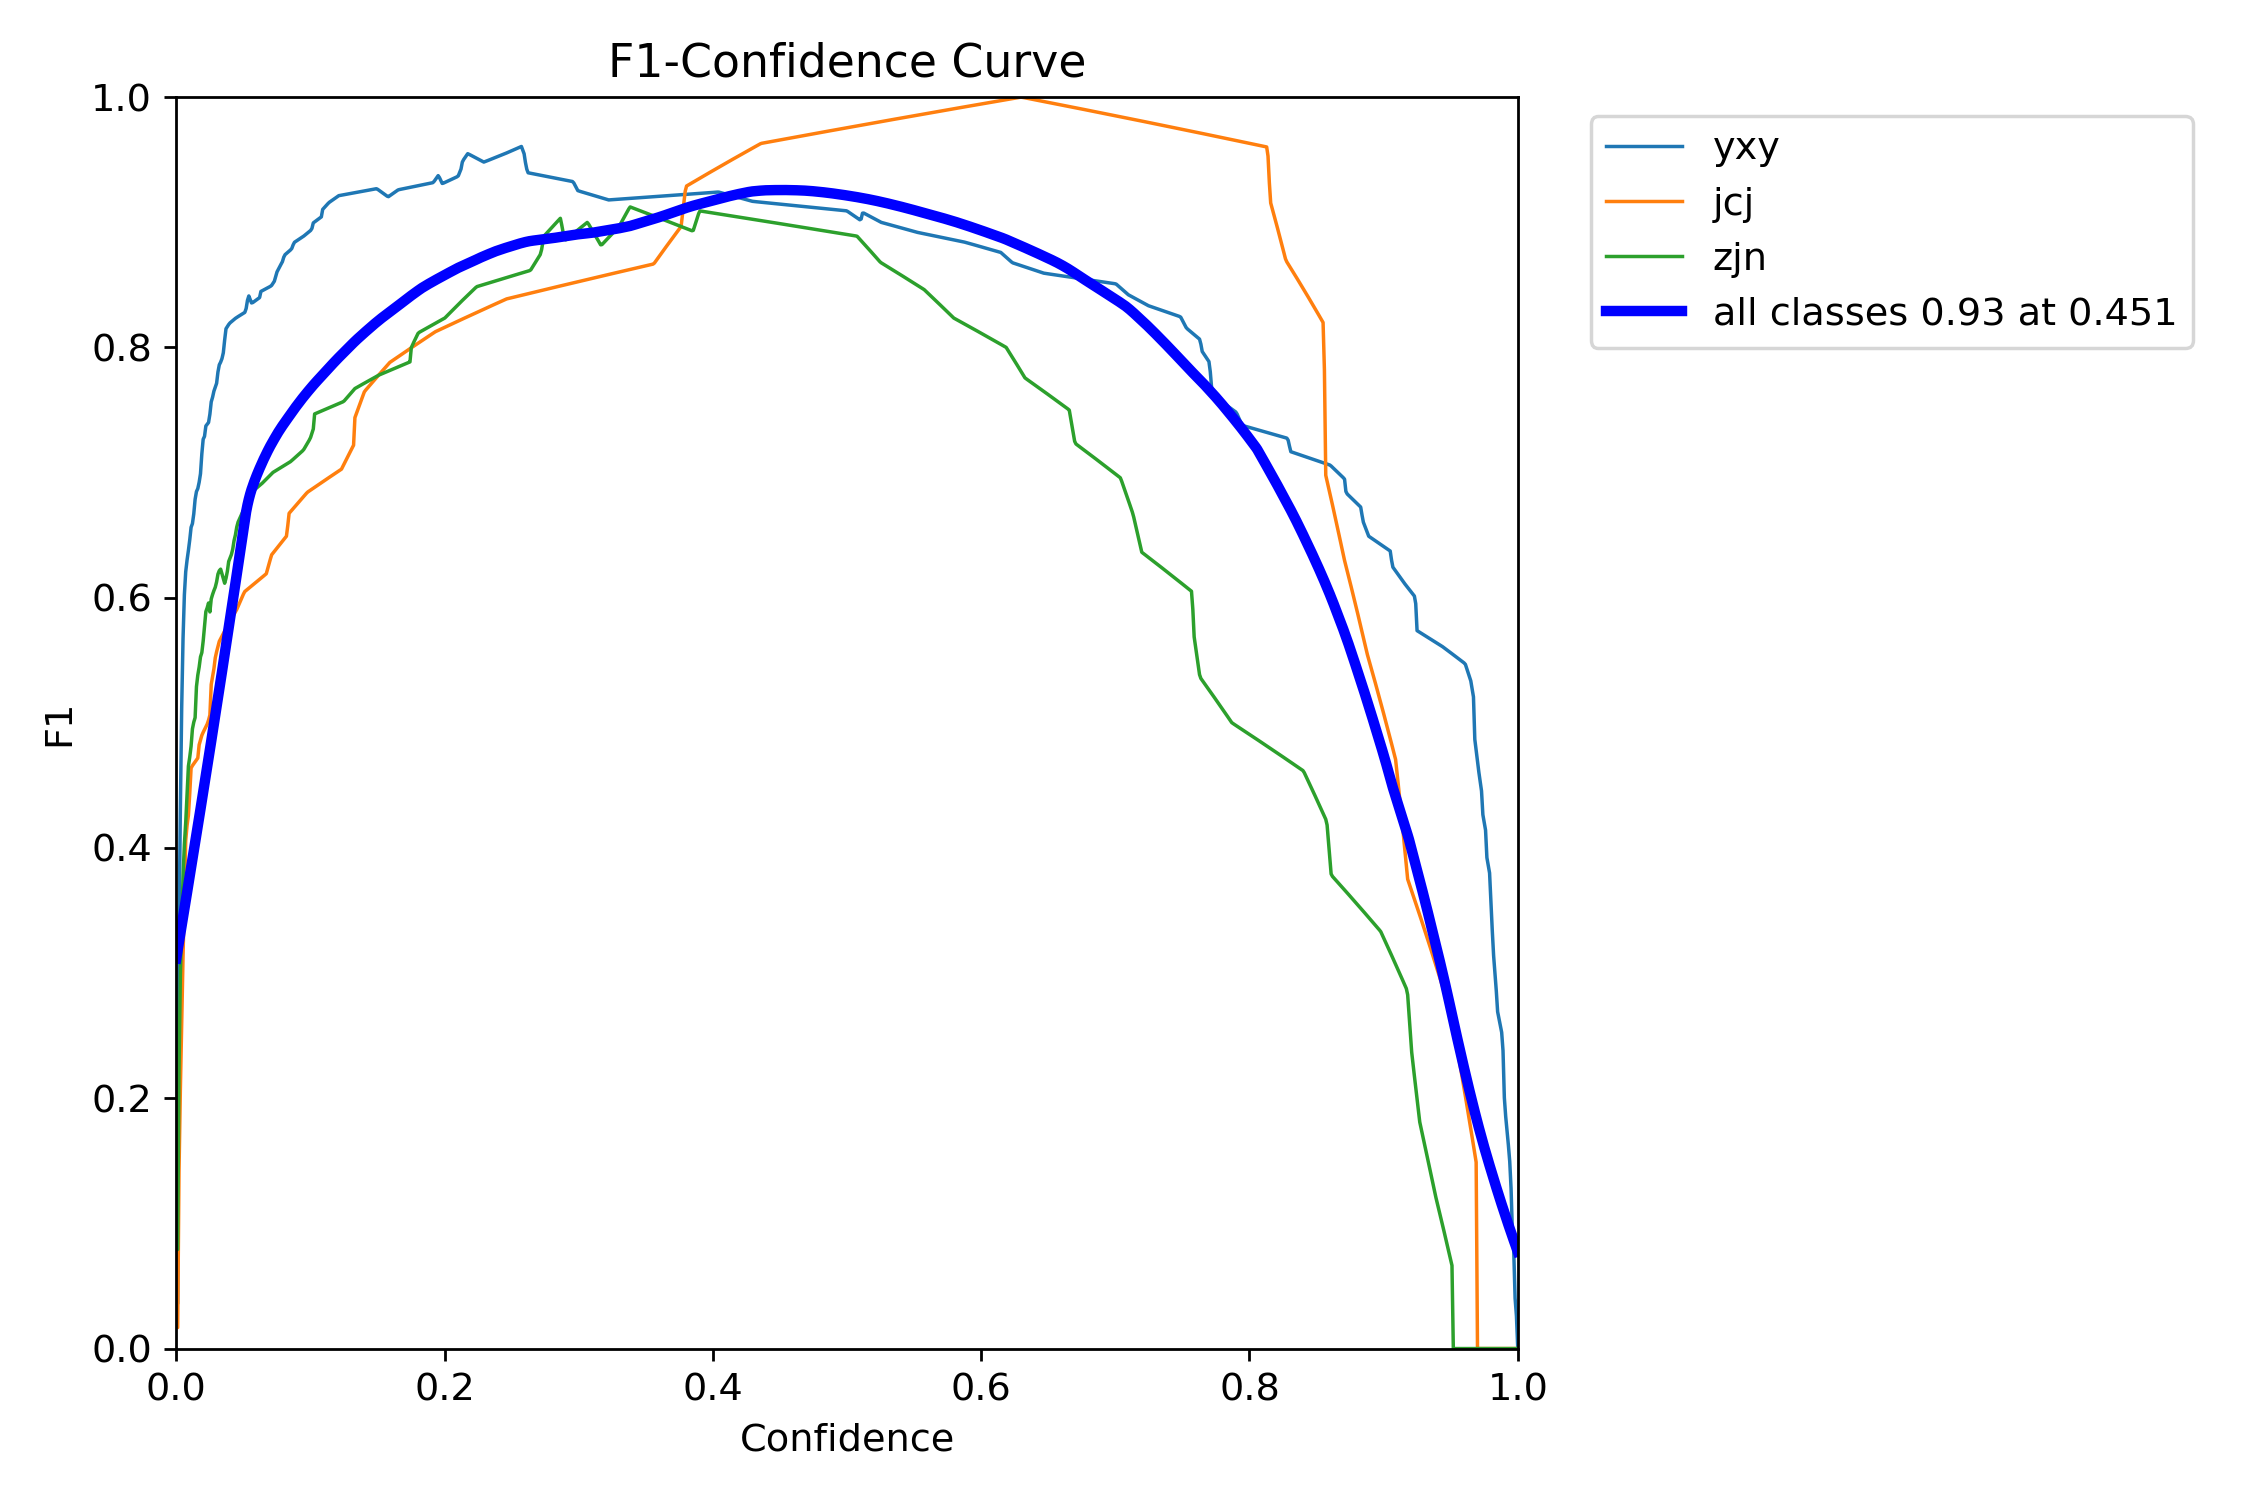 F1-Confidence Curve
1.0
0.8
0.6
0.4
0.2
0.0
F1
0.0 0.2 0.4 0.6 0.8 1.0
Confidence
yxy
jcj
zjn
all classes 0.93 at 0.451